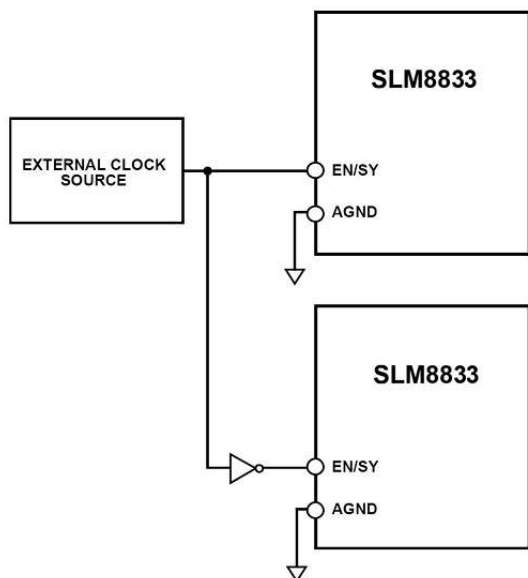 SLM8833
EXTERNAL CLOCK
SOURCE
EN/SY
AGND
SLM8833
EN/SY
AGND